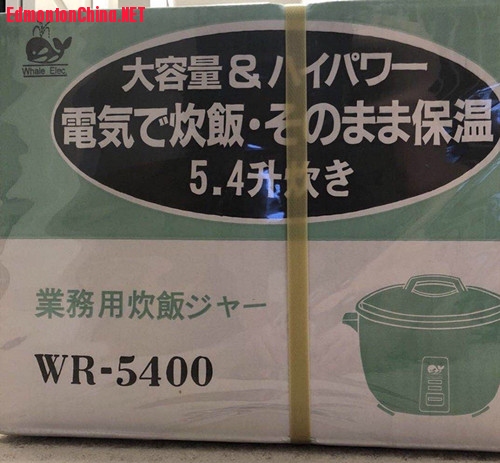 EdmontonChina.NET
Whale Elec.
大容量&ハイパワー
電気で炊飯・そのまま保温
5.4升炊き
業務用炊飯ジャー
WR-5400